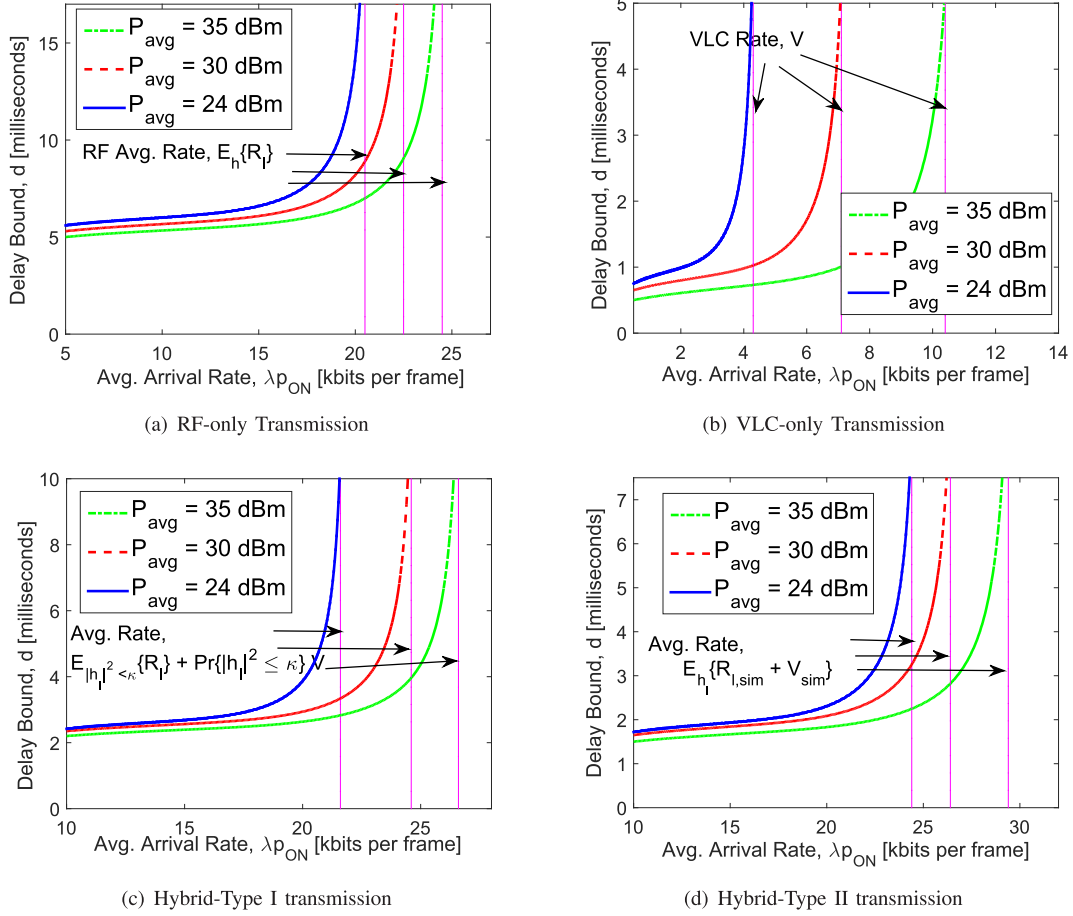 Delay Bound, d [milliseconds]
15
10
5
0
P_avg = 35 dBm
P_avg = 30 dBm
P_avg = 24 dBm
RF Avg. Rate, E_h{R_l}
5 10 15 20 25
Avg. Arrival Rate, λp_ON [kbits per frame]
(a) RF-only Transmission
Delay Bound, d [milliseconds]
5
4
3
2
1
0
VLC Rate, V
P_avg = 35 dBm
P_avg = 30 dBm
P_avg = 24 dBm
2 4 6 8 10 12 14
Avg. Arrival Rate, λp_ON [kbits per frame]
(b) VLC-only Transmission
Delay Bound, d [milliseconds]
10
8
6
4
2
0
P_avg = 35 dBm
P_avg = 30 dBm
P_avg = 24 dBm
Avg. Rate,
E_{|h_l|^2 <κ}{R_l} + Pr{|h_l|^2 ≤ κ} V
10 15 20 25
Avg. Arrival Rate, λp_ON [kbits per frame]
(c) Hybrid-Type I transmission
Delay Bound, d [milliseconds]
7
6
5
4
3
2
1
0
P_avg = 35 dBm
P_avg = 30 dBm
P_avg = 24 dBm
Avg. Rate,
E_{h_l}{R_{l,sim} + V_sim}
10 15 20 25 30
Avg. Arrival Rate, λp_ON [kbits per frame]
(d) Hybrid-Type II transmission